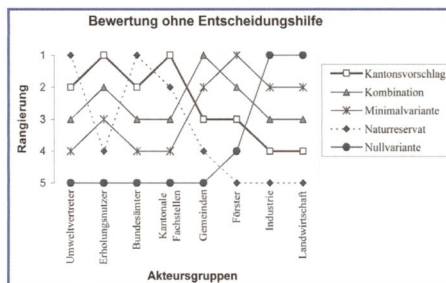 Bewertung ohne Entscheidungshilfe
Rangierung
1
2
3
4
5
Umweltvertreter
Erholungsnutzer
Bundesämter
Kantonale
Fachstellen
Gemeinden
Förster
Industrie
Landwirtschaft
Akteursgruppen
Kantonsvorschlag
Kombination
Minimalvariante
Naturreservat
Nullvariante